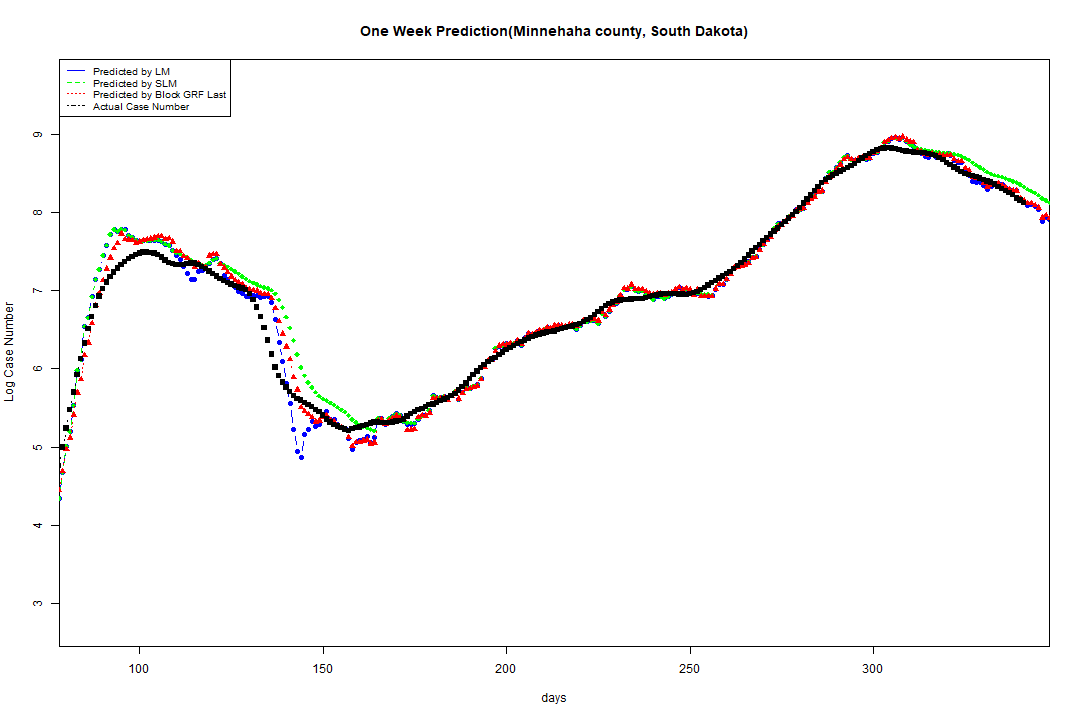 One Week Prediction(Minnehaha county, South Dakota)
Predicted by LM
Predicted by SLM
Predicted by Block GRF Last
Actual Case Number
9
8
7
6
5
4
3
Log Case Number
100 150 200 250 300
days